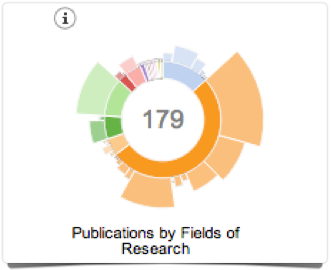 i
179
Publications by Fields of
Research